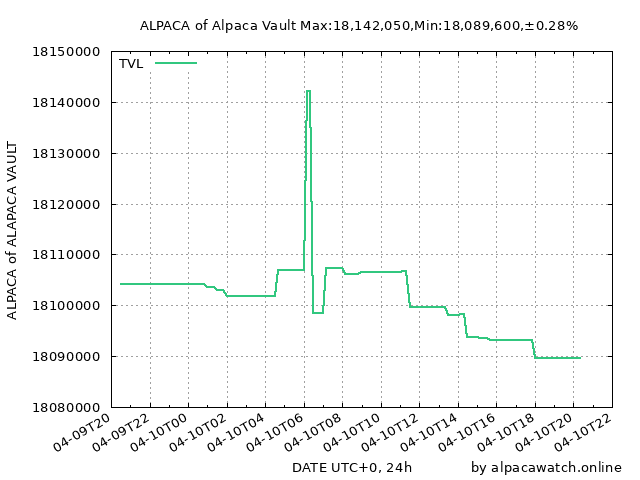 ALPACA of Alpaca Vault Max:18,142,050,Min:18,089,600,±0.28%
TVL
ALPACA of ALAPACA VAULT
18150000
18140000
18130000
18120000
18110000
18100000
18090000
18080000
04-09T20
04-09T22
04-10T00
04-10T02
04-10T04
04-10T06
04-10T08
04-10T10
04-10T12
04-10T14
04-10T16
04-10T18
04-10T20
04-10T22
DATE UTC+0, 24h
by alpacawatch.online